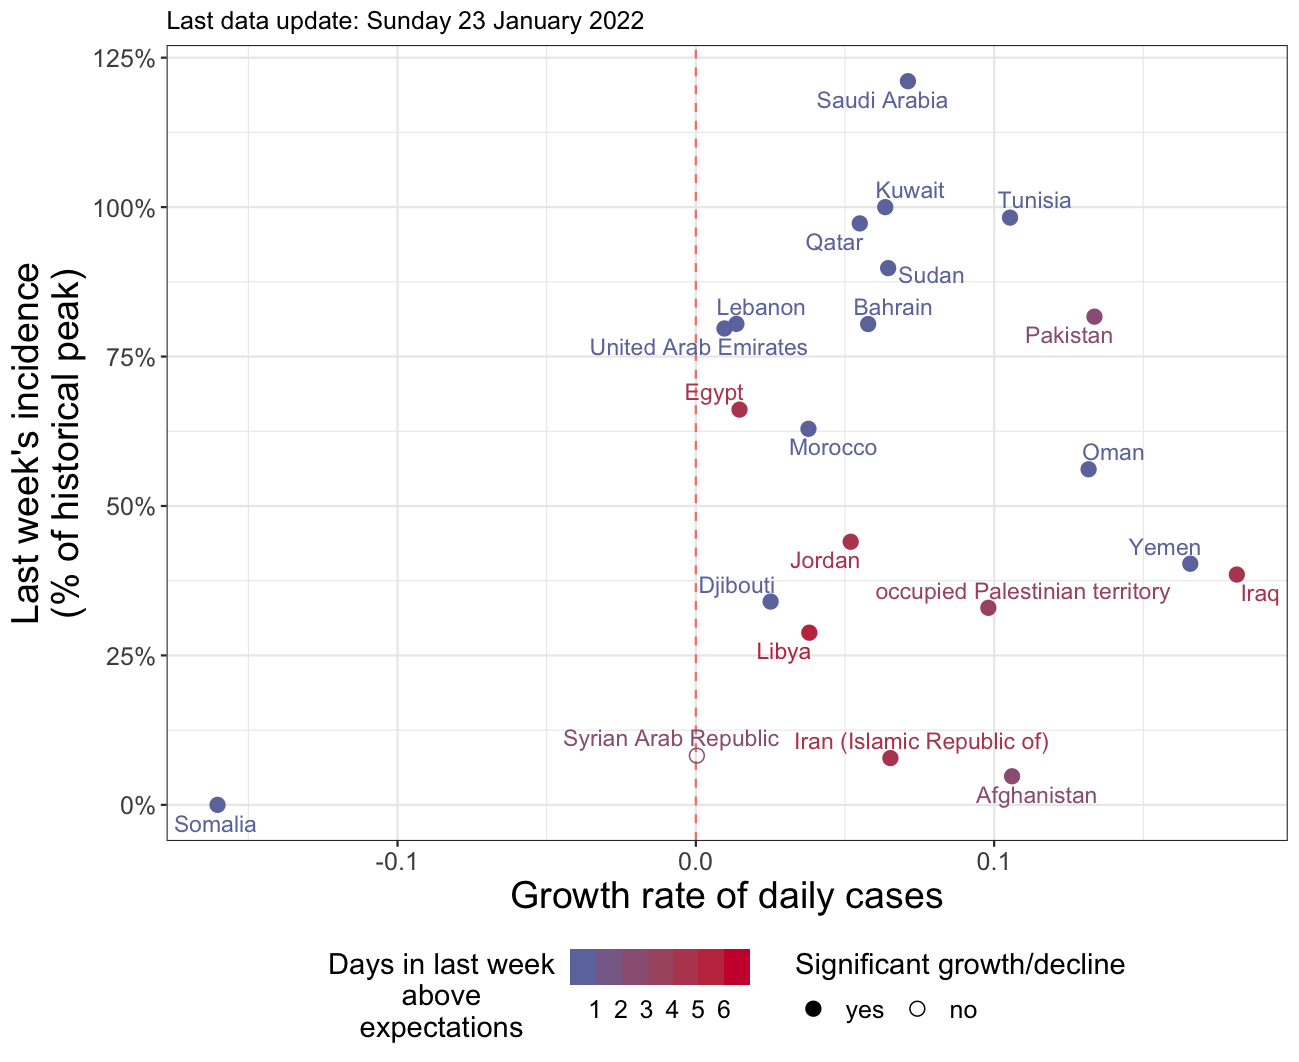 Last data update: Sunday 23 January 2022
125%
100%
75%
50%
25%
0%
Last week's incidence
(% of historical peak)
Saudi Arabia
Kuwait
Tunisia
Qatar
Sudan
Lebanon
Bahrain
Pakistan
United Arab Emirates
Egypt
Morocco
Oman
Jordan
Yemen
Djibouti
occupied Palestinian territory
Iraq
Libya
Syrian Arab Republic
Iran (Islamic Republic of)
Afghanistan
Somalia
-0.1 0.0 0.1
Growth rate of daily cases
Days in last week
above
expectations
1 2 3 4 5 6
Significant growth/decline
yes no